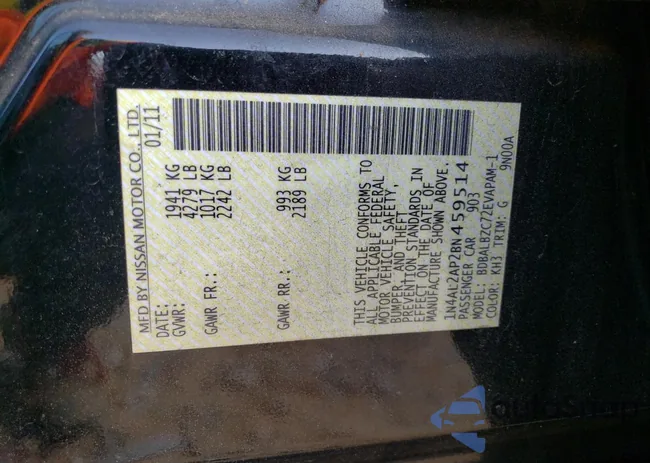 MFD BY NISSAN MOTOR CO., LTD.
DATE: 01/11
GVWR: 1941 KG
4279 LB
GAWR FR: 1017 KG
2242 LB
GAWR RR: 993 KG
2189 LB
THIS VEHICLE CONFORMS TO
ALL APPLICABLE FEDERAL
MOTOR VEHICLE SAFETY,
BUMPER, AND THEFT
PREVENTION STANDARDS IN
EFFECT ON THE DATE OF
MANUFACTURE SHOWN ABOVE.
1N4AL2AP2BN459514
PASSENGER CAR 903
MODEL: BDBALBZC72EVAPAM-1
COLOR: KH3 TRIM: G 9N00A